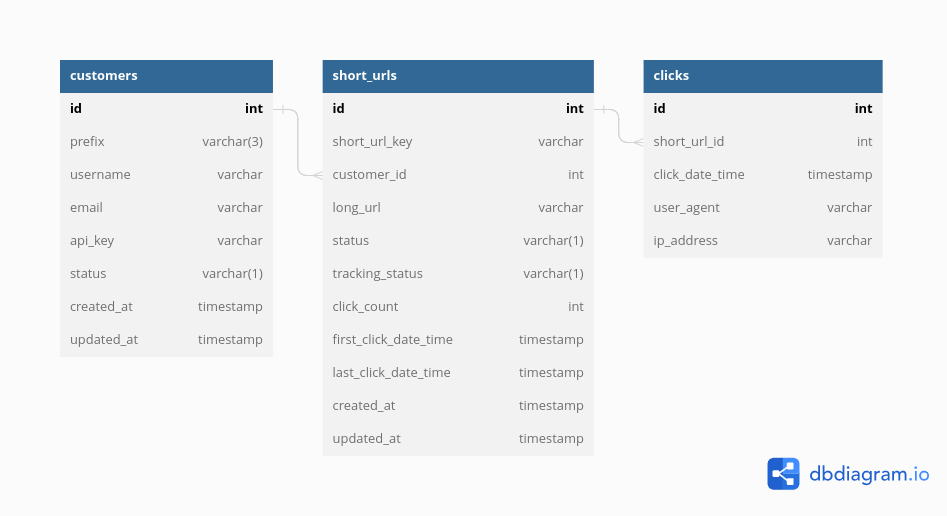 customers
id int
prefix varchar(3)
username varchar
email varchar
api_key varchar
status varchar(1)
created_at timestamp
updated_at timestamp
short_urls
id int
short_url_key varchar
customer_id int
long_url varchar
status varchar(1)
tracking_status varchar(1)
click_count int
first_click_date_time timestamp
last_click_date_time timestamp
created_at timestamp
updated_at timestamp
clicks
id int
short_url_id int
click_date_time timestamp
user_agent varchar
ip_address varchar
dbdiagram.io